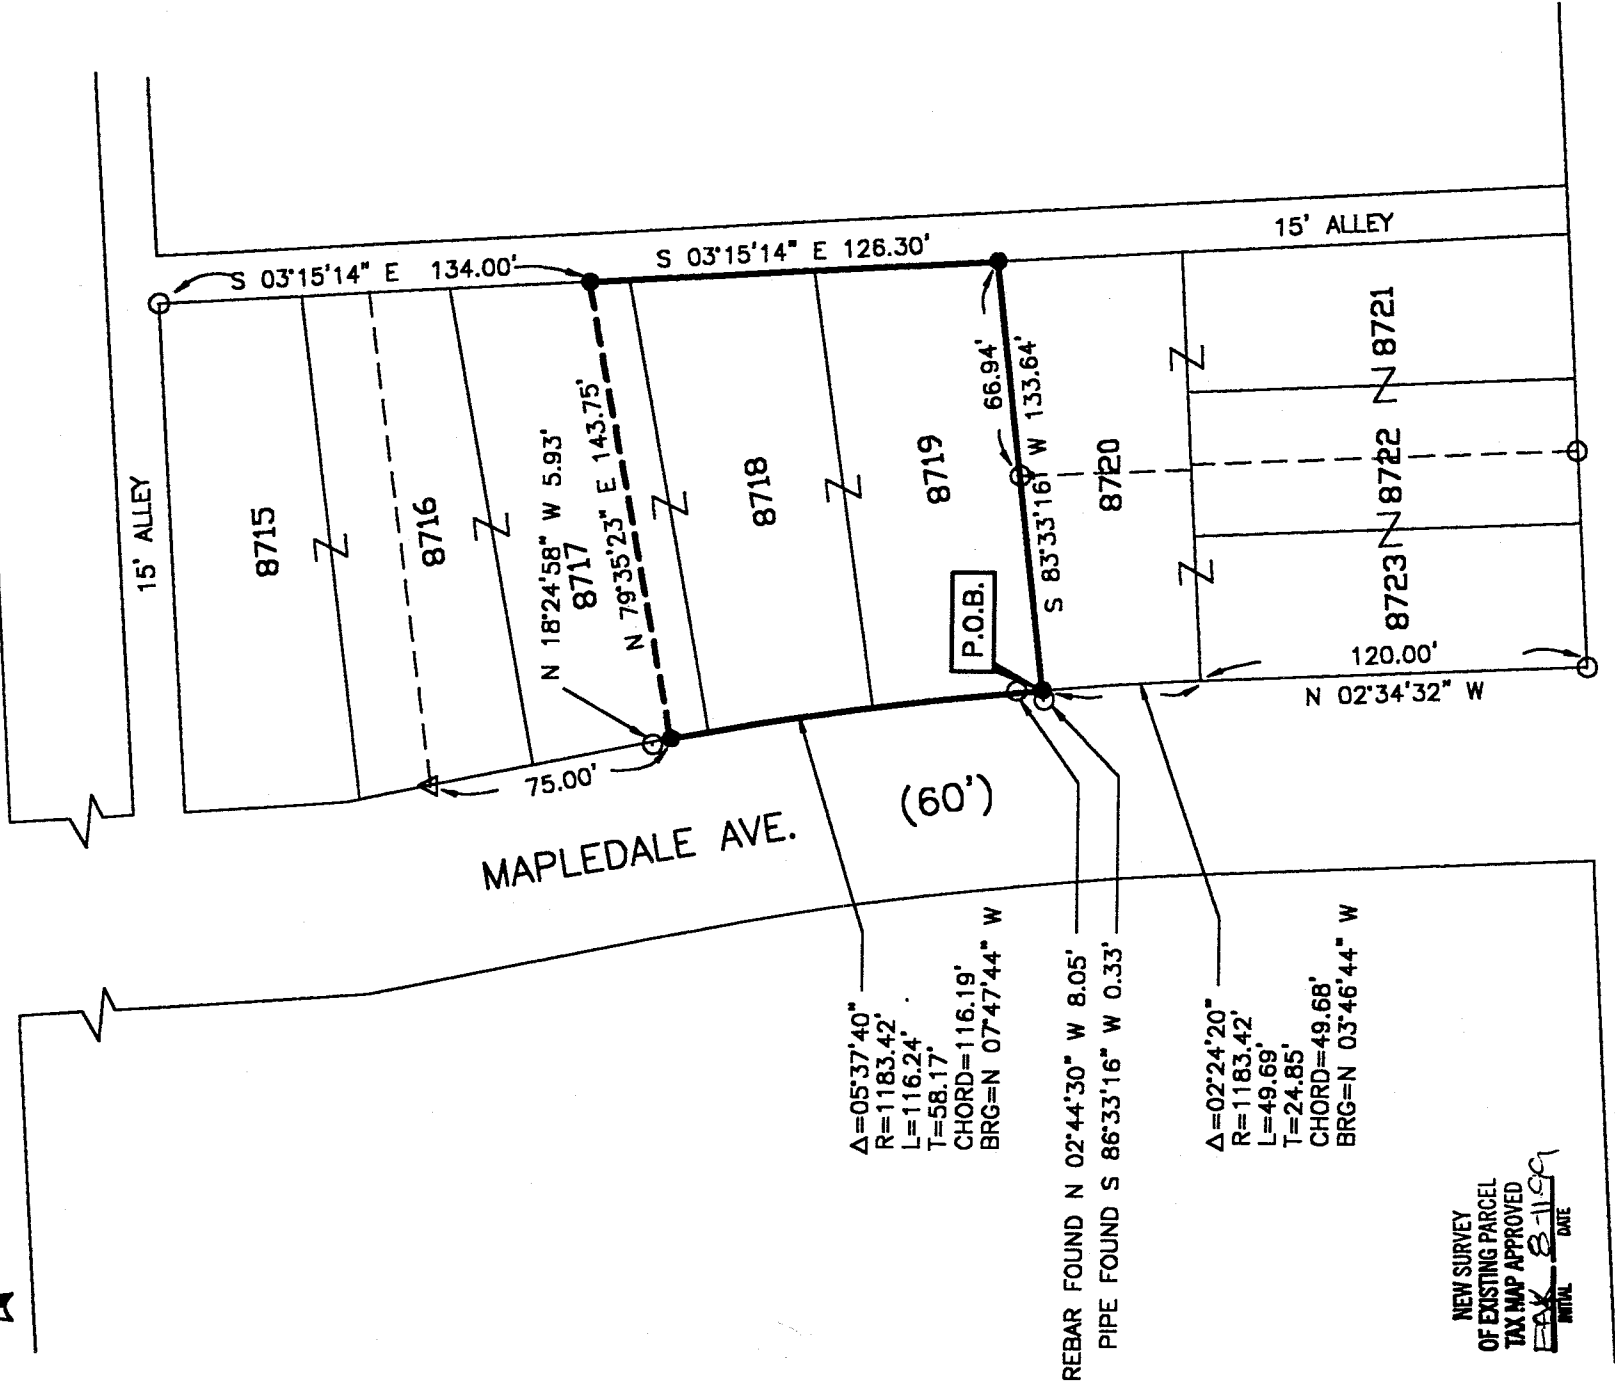 15' ALLEY
S 03°15'14" E 134.00'
S 03°15'14" E 126.30'
15' ALLEY
8715
8716
N 18°24'58" W 5.93'
8717
N 79°35'23" E 143.75'
8718
8719
66.94'
S 83°33'16" W 133.64'
8720
8721
8722
8723
P.O.B.
75.00'
120.00'
N 02°34'32" W
MAPLEDALE AVE.
(60')
Δ=05°37'40"
R=1183.42'
L=116.24'
T=58.17'
CHORD=116.19'
BRG=N 07°47'44" W
REBAR FOUND N 02°44'30" W 8.05'
PIPE FOUND S 86°33'16" W 0.33'
Δ=02°24'20"
R=1183.42'
L=49.69'
T=24.85'
CHORD=49.68'
BRG=N 03°46'44" W
NEW SURVEY
OF EXISTING PARCEL
TAX MAP APPROVED
8-11-99
INITIAL DATE